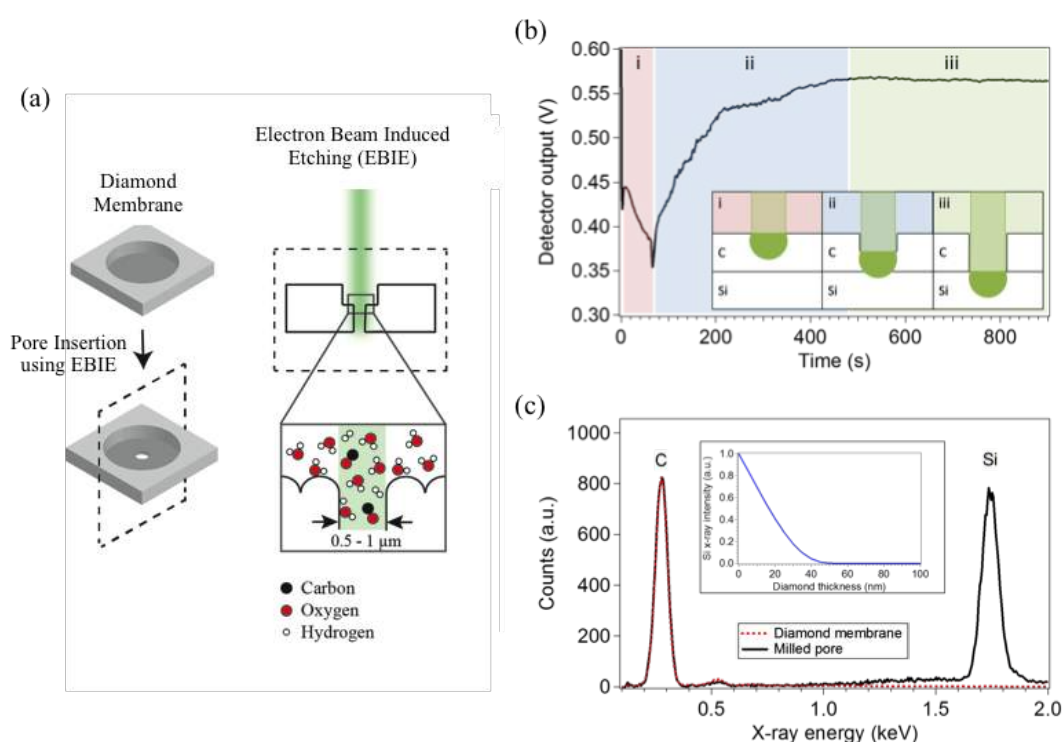 (a)
Diamond
Membrane
Pore Insertion
using EBIE
Electron Beam Induced
Etching (EBIE)
0.5 - 1 µm
Carbon
Oxygen
Hydrogen
(b)
Detector output (V)
0.60
0.55
0.50
0.45
0.40
0.35
0.30
i
ii
iii
i
ii
iii
C
C
C
Si
Si
Si
0
200
400
600
800
Time (s)
(c)
Counts (a.u.)
1000
800
600
400
200
0
C
Si
Si x-ray intensity (a.u.)
1.0
0.8
0.6
0.4
0.2
0.0
0
20
40
60
80
100
Diamond thickness (nm)
Diamond membrane
Milled pore
0.5
1.0
1.5
2.0
X-ray energy (keV)